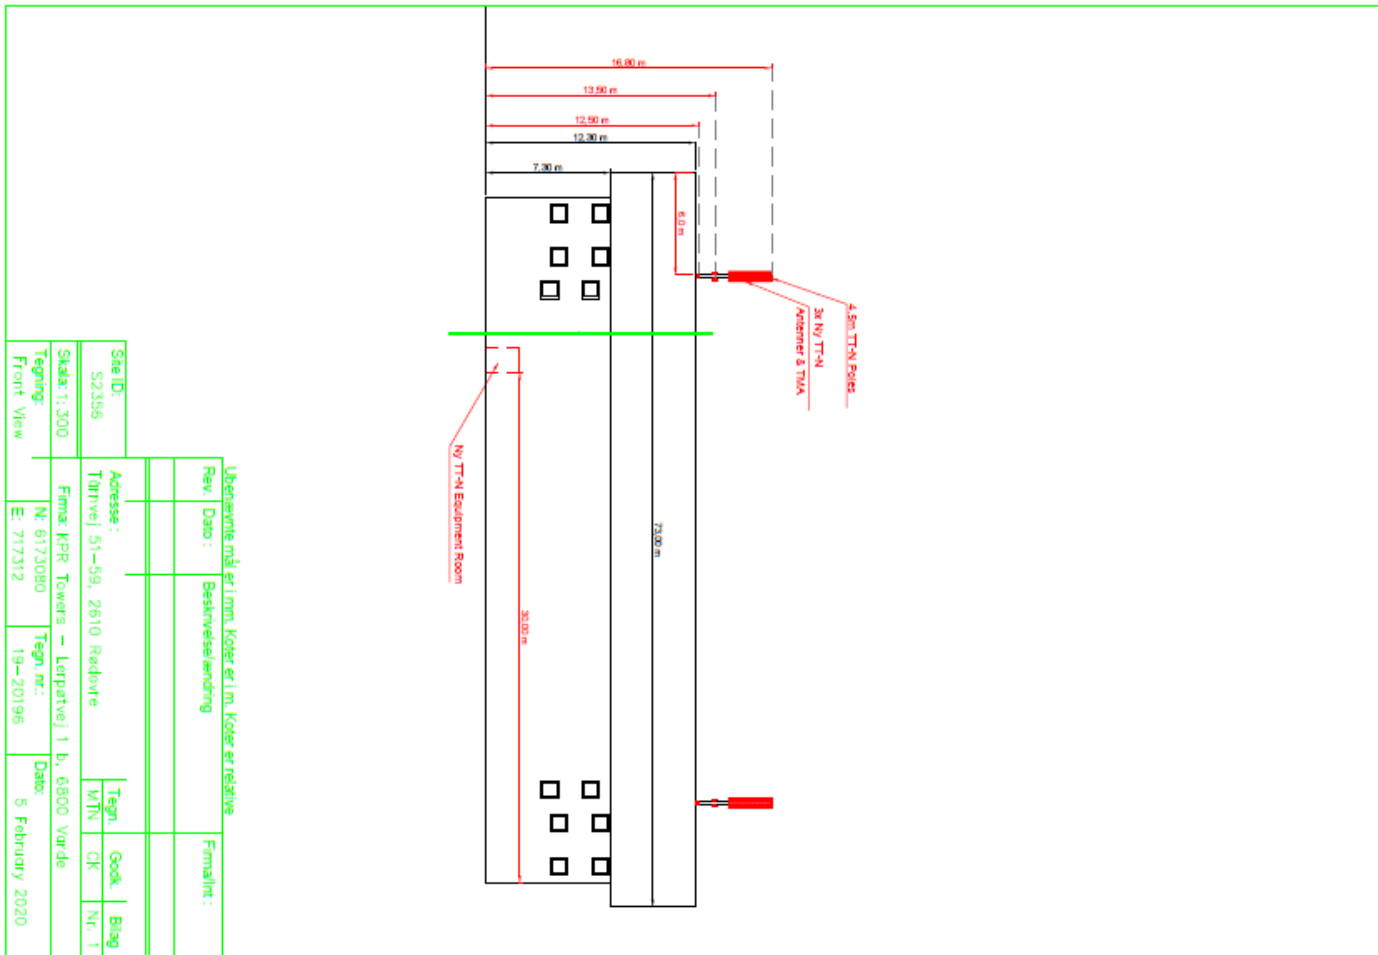 16,80 m
13,50 m
12,50 m
12,30 m
7,30 m
6,0 m
4,5m TT-N Poles
3x Ny TT-N
Antenner & TMA
73,00 m
Ny TT-N Equipment Room
30,00 m
Ubenævnte mål er i mm. Koter er i m. Koter er relative
Rev. Dato : Beskrivelse/ændring Firma/Int :
Site ID:
S2356
Adresse :
Tårnvej 51-59, 2610 Rødovre
Tegn. Godk. Bilag
MTN CK Nr. 1
Skala: 1: 300
Firma: KPR Towers - Lerpøtvej 1 b, 6800 Varde
Tegning:
Front View
N: 6173080
E: 717312
Tegn. nr.:
19-20196
Dato:
5 February 2020